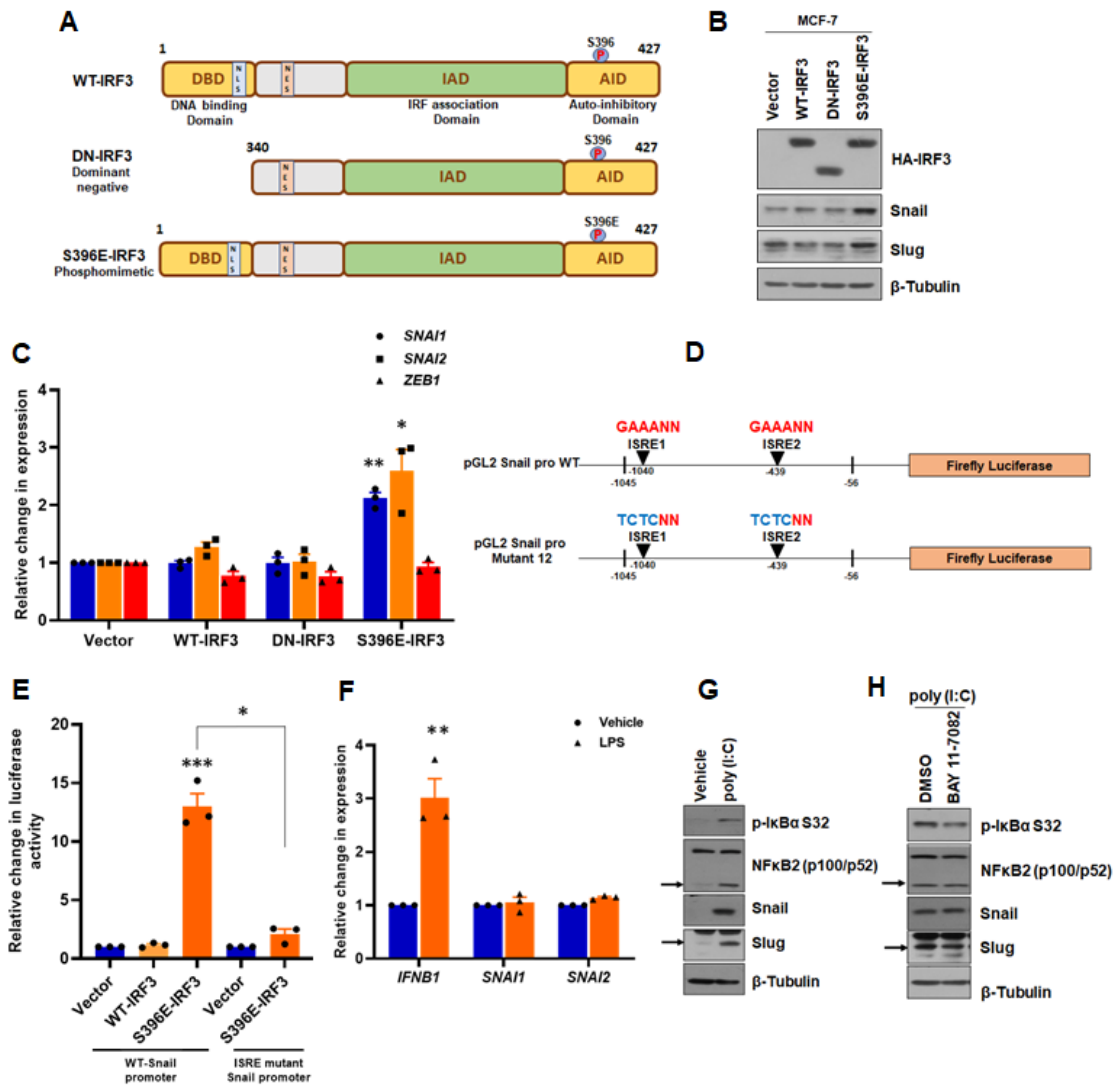 A
1
S396
P
427
WT-IRF3
DBD
NLS
NES
IAD
AID
DNA binding Domain
IRF association Domain
Auto-inhibitory Domain
340
S396
P
427
DN-IRF3
Dominant negative
NES
IAD
AID
1
S396E
P
427
S396E-IRF3
Phosphomimetic
DBD
NLS
NES
IAD
AID
B
MCF-7
Vector
WT-IRF3
DN-IRF3
S396E-IRF3
HA-IRF3
Snail
Slug
β-Tubulin
C
SNAI1
SNAI2
ZEB1
Relative change in expression
4
3
2
1
0
**
*
Vector
WT-IRF3
DN-IRF3
S396E-IRF3
D
GAAANN
GAAANN
ISRE1
ISRE2
pGL2 Snail pro WT
-1045
-1040
-439
-56
Firefly Luciferase
TCTCNN
TCTCNN
ISRE1
ISRE2
pGL2 Snail pro
Mutant 12
-1045
-1040
-439
-56
Firefly Luciferase
E
Relative change in luciferase activity
20
15
10
5
0
***
*
Vector
WT-IRF3
S396E-IRF3
Vector
S396E-IRF3
WT-Snail promoter
ISRE mutant Snail promoter
F
Vehicle
LPS
Relative change in expression
4
3
2
1
0
**
IFNB1
SNAI1
SNAI2
G
Vehicle
poly (I:C)
p-IκBα S32
NFκB2 (p100/p52)
Snail
Slug
β-Tubulin
H
poly (I:C)
DMSO
BAY 11-7082
p-IκBα S32
NFκB2 (p100/p52)
Snail
Slug
β-Tubulin